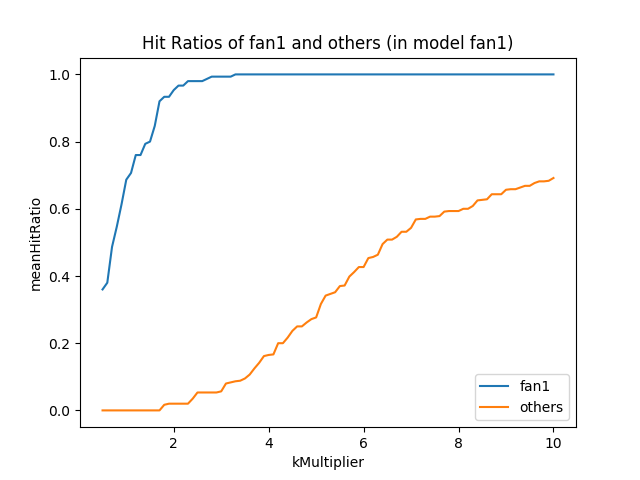 Hit Ratios of fan1 and others (in model fan1)
meanHitRatio
1.0
0.8
0.6
0.4
0.2
0.0
2
4
6
8
10
kMultiplier
fan1
others